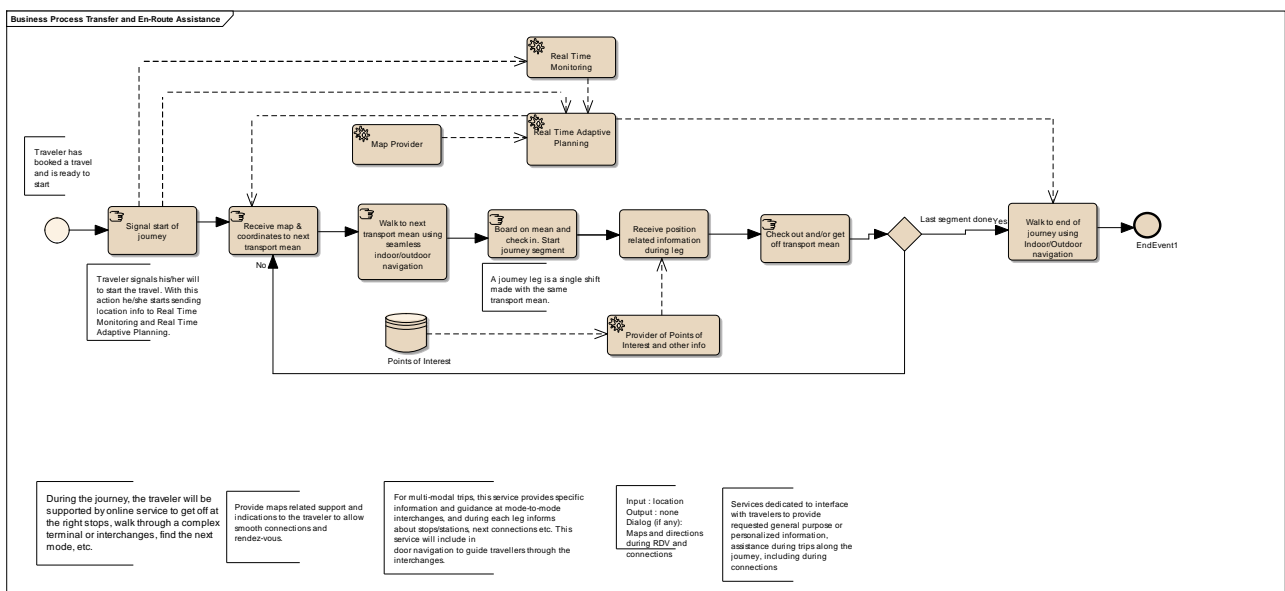 Business Process Transfer and En-Route Assistance
Real Time
Monitoring
Real Time Adaptive
Planning
Map Provider
Traveler has
booked a travel
and is ready to
start
Signal start of
journey
Receive map &
coordinates to next
transport mean
Walk to next
transport mean using
seamless
indoor/outdoor
navigation
Board on mean and
check in. Start
journey segment
Receive position
related information
during leg
Check out and/or get
off transport mean
Last segment done
Yes
Walk to end of
journey using
Indoor/Outdoor
navigation
EndEvent1
No
Traveler signals his/her will
to start the travel. With this
action he/she starts sending
location info to Real Time
Monitoring and Real Time
Adaptive Planning.
A journey leg is a single shift
made with the same
transport mean.
Points of Interest
Provider of Points of
Interest and other info
During the journey, the traveler will be
supported by online service to get off at
the right stops, walk through a complex
terminal or interchanges, find the next
mode, etc.
Provide maps related support and
indications to the traveler to allow
smooth connections and
rendez-vous.
For multi-modal trips, this service provides specific
information and guidance at mode-to-mode
interchanges, and during each leg informs
about stops/stations, next connections etc. This
service will include in
door navigation to guide travellers through the
interchanges.
Input : location
Output : none
Dialog (if any):
Maps and directions
during RDV and
connections
Services dedicated to interface
with travelers to provide
requested general purpose or
personalized information,
assistance during trips along the
journey, including during
connections